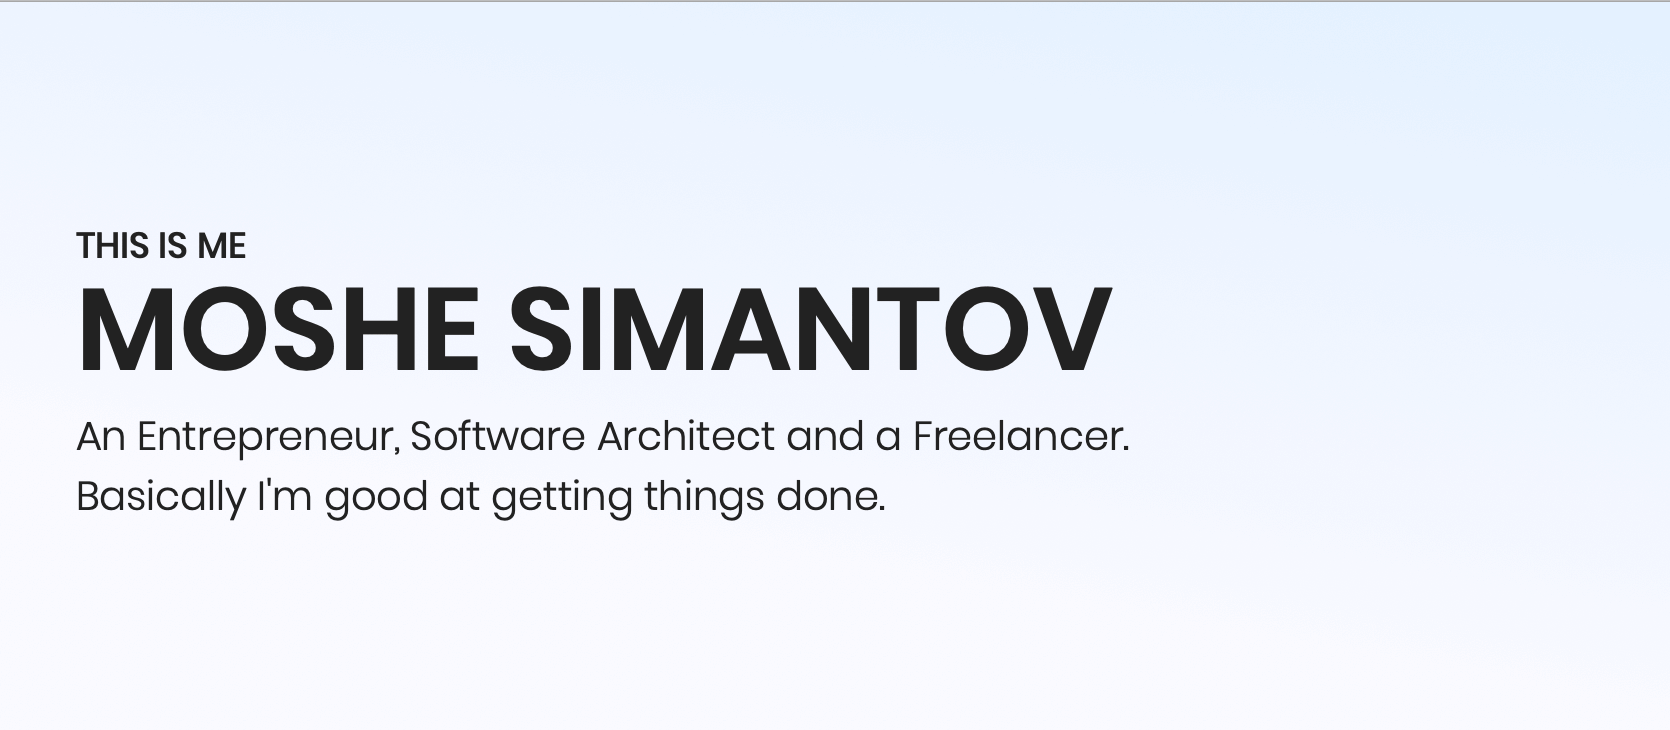 THIS IS ME
MOSHE SIMANTOV
An Entrepreneur, Software Architect and a Freelancer.
Basically I'm good at getting things done.